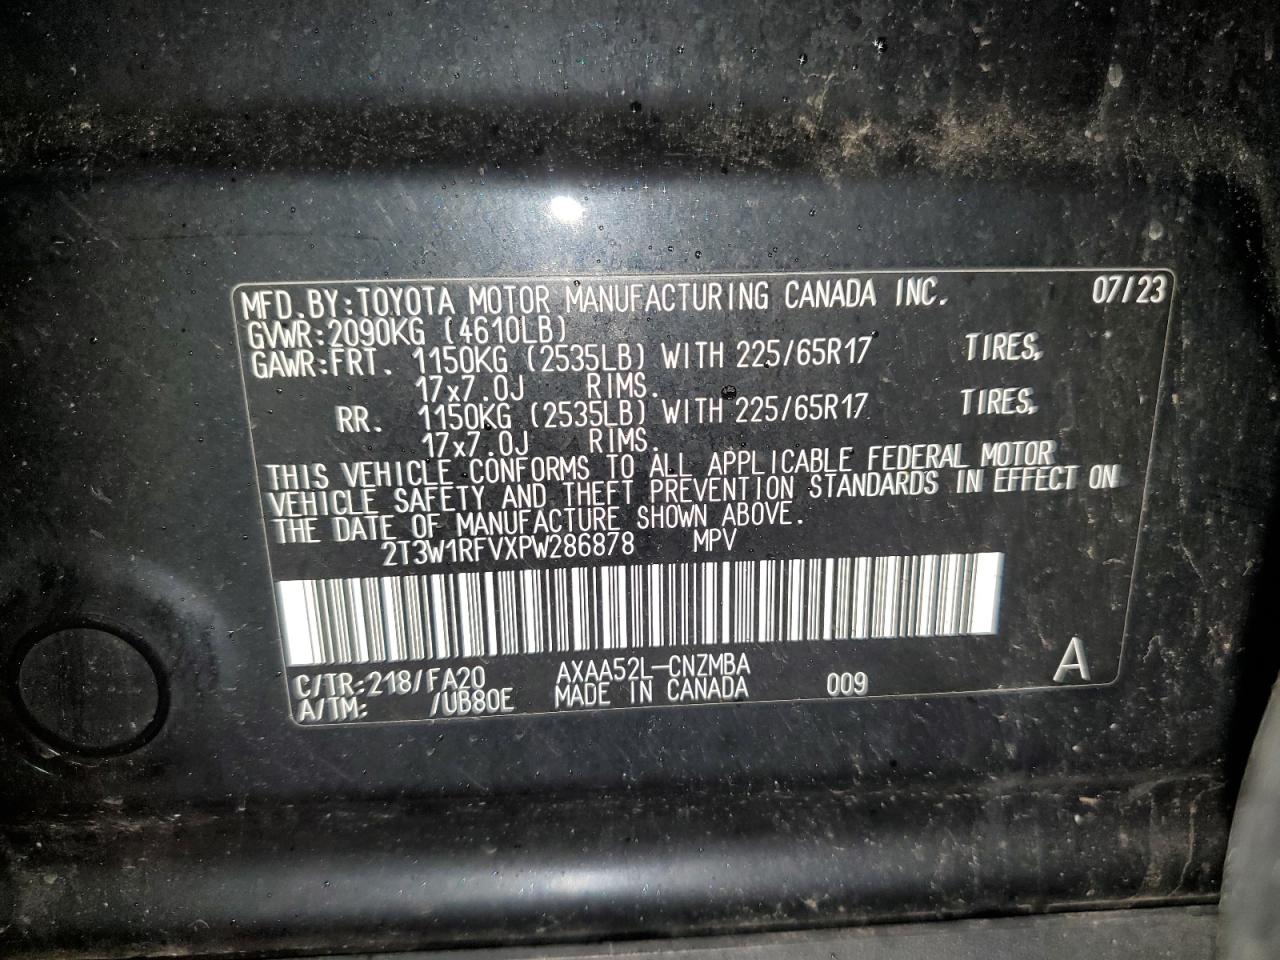 MFD.BY:TOYOTA MOTOR MANUFACTURING CANADA INC. 07/23
GVWR:2090KG (4610LB)
GAWR:FRT. 1150KG (2535LB) WITH 225/65R17 TIRES,
17x7.0J RIMS.
RR. 1150KG (2535LB) WITH 225/65R17 TIRES,
17x7.0J RIMS.
THIS VEHICLE CONFORMS TO ALL APPLICABLE FEDERAL MOTOR
VEHICLE SAFETY AND THEFT PREVENTION STANDARDS IN EFFECT ON
THE DATE OF MANUFACTURE SHOWN ABOVE.
2T3W1RFVXPW286878 MPV
C/TR:218/FA20 AXAA52L-CNZMBA
A/TM: /UB80E MADE IN CANADA 009 A